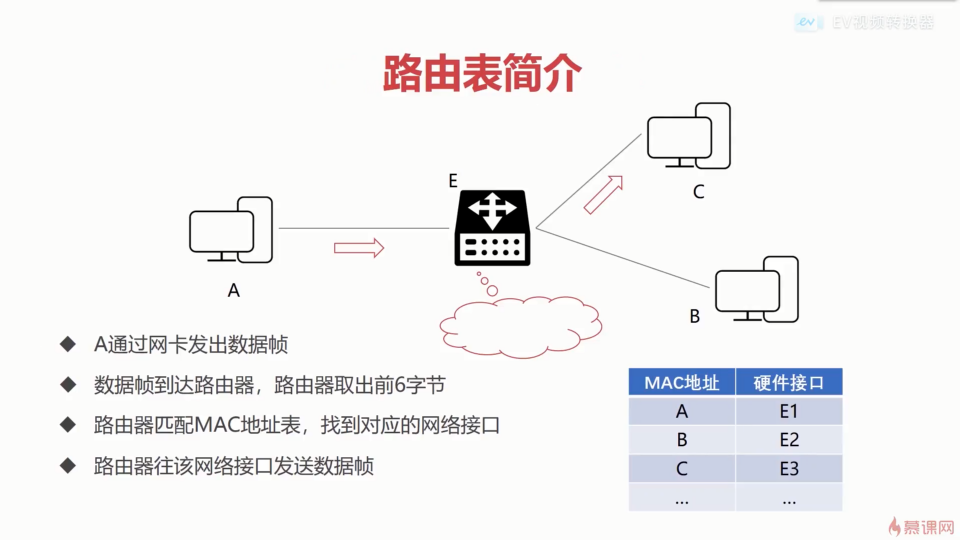 EV视频转换器
路由表简介
E
C
A
B
A通过网卡发出数据帧
数据帧到达路由器，路由器取出前6字节
路由器匹配MAC地址表，找到对应的网络接口
路由器往该网络接口发送数据帧
MAC地址 硬件接口
A E1
B E2
C E3
... ...
慕课网